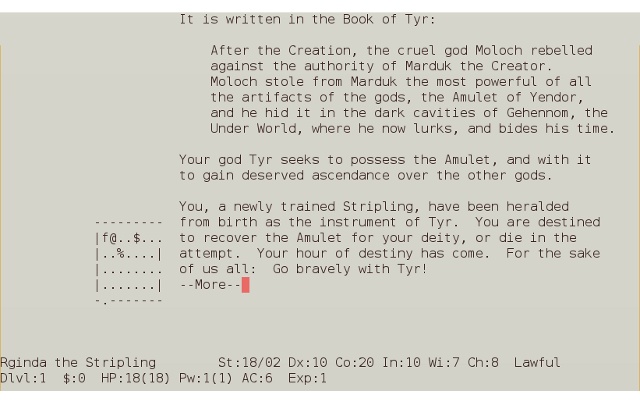 It is written in the Book of Tyr:
After the Creation, the cruel god Moloch rebelled
against the authority of Marduk the Creator.
Moloch stole from Marduk the most powerful of all
the artifacts of the gods, the Amulet of Yendor,
and he hid it in the dark cavities of Gehennom, the
Under World, where he now lurks, and bides his time.
Your god Tyr seeks to possess the Amulet, and with it
to gain deserved ascendance over the other gods.
You, a newly trained Stripling, have been heralded
--------- from birth as the instrument of Tyr.  You are destined
|f@..$... to recover the Amulet for your deity, or die in the
|..%....| attempt.  Your hour of destiny has come.  For the sake
|........ of us all:  Go bravely with Tyr!
|.......| --More--
-.-------
Rginda the Stripling St:18/02 Dx:10 Co:20 In:10 Wi:7 Ch:8 Lawful
Dlvl:1 $:0 HP:18(18) Pw:1(1) AC:6 Exp:1